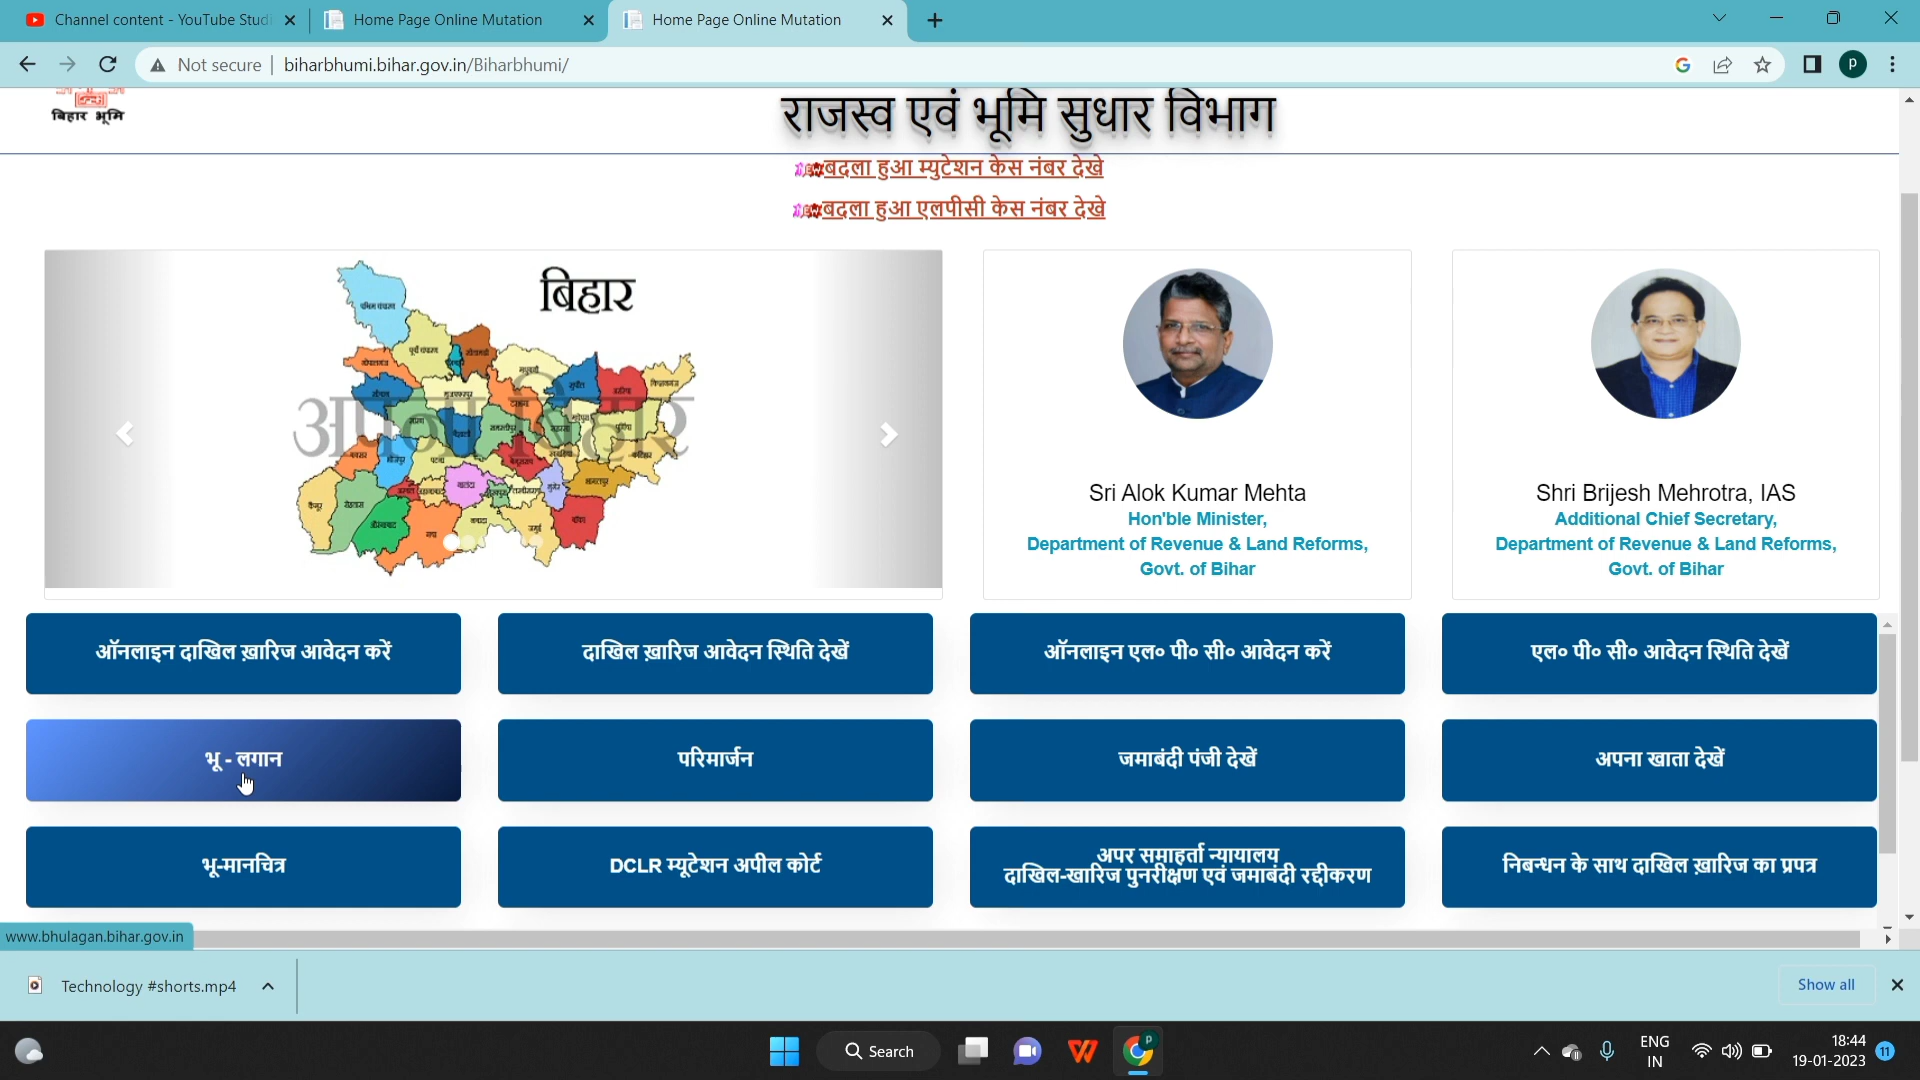 Channel content - YouTube Studi
Home Page Online Mutation
Home Page Online Mutation
Not secure
biharbhumi.bihar.gov.in/Biharbhumi/
P
बिहार भूमि
राजस्व एवं भूमि सुधार विभाग
बदला हुआ म्युटेशन केस नंबर देखे
बदला हुआ एलपीसी केस नंबर देखे
बिहार
अपना बिहार
Sri Alok Kumar Mehta
Hon'ble Minister,
Department of Revenue & Land Reforms,
Govt. of Bihar
Shri Brijesh Mehrotra, IAS
Additional Chief Secretary,
Department of Revenue & Land Reforms,
Govt. of Bihar
ऑनलाइन दाखिल ख़ारिज आवेदन करें
दाखिल ख़ारिज आवेदन स्थिति देखें
ऑनलाइन एल० पी० सी० आवेदन करें
एल० पी० सी० आवेदन स्थिति देखें
भू - लगान
परिमार्जन
जमाबंदी पंजी देखें
अपना खाता देखें
भू-मानचित्र
DCLR म्यूटेशन अपील कोर्ट
अपर समाहर्ता न्यायालय
दाखिल-खारिज पुनरीक्षण एवं जमाबंदी रद्दीकरण
निबन्धन के साथ दाखिल ख़ारिज का प्रपत्र
www.bhulagan.bihar.gov.in
Technology #shorts.mp4
Show all
Search
ENG
IN
18:44
19-01-2023
11